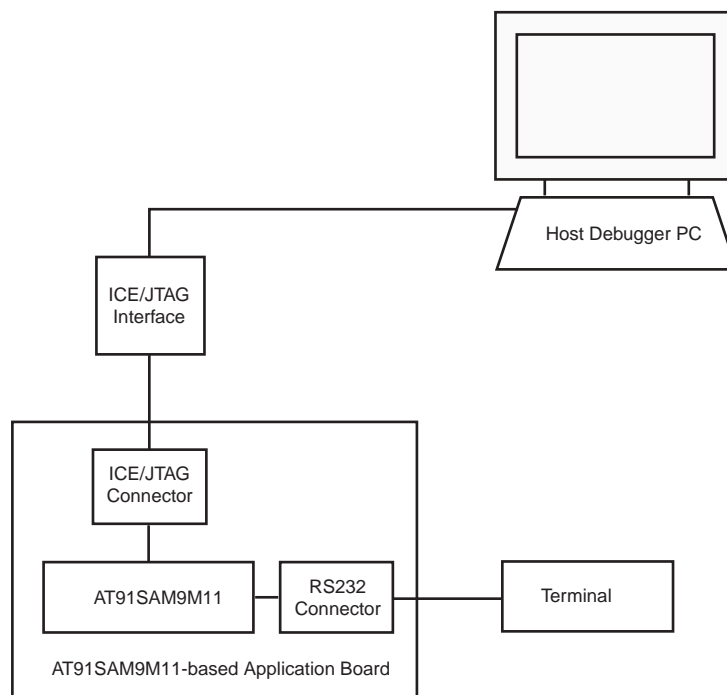 Host Debugger PC
ICE/JTAG
Interface
ICE/JTAG
Connector
AT91SAM9M11
RS232
Connector
Terminal
AT91SAM9M11-based Application Board